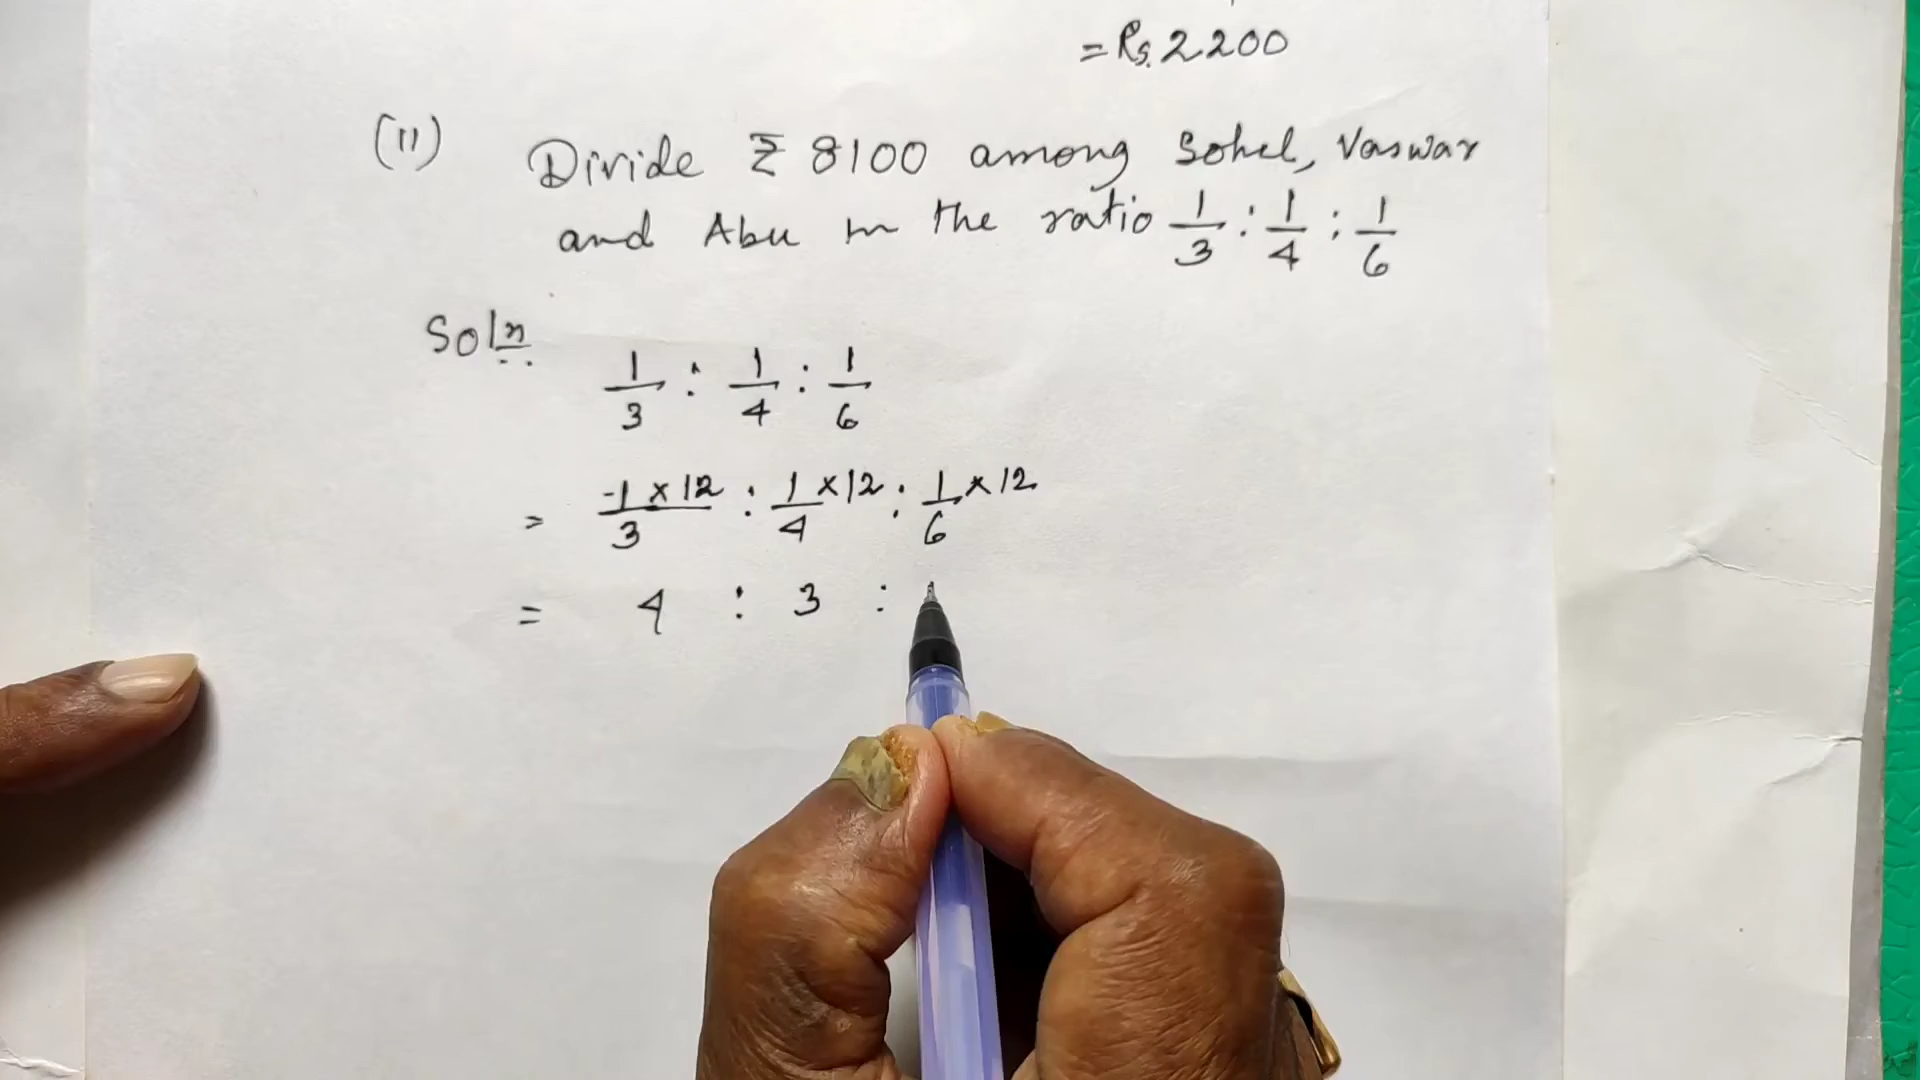 = Rs. 2200
(11) Divide ₹ 8100 among Sohel, Vaswar
and Abu in the ratio 1/3 : 1/4 : 1/6
Soln
1/3 : 1/4 : 1/6
= 1 × 12/3 : 1/4 × 12 : 1/6 × 12
= 4 : 3 :